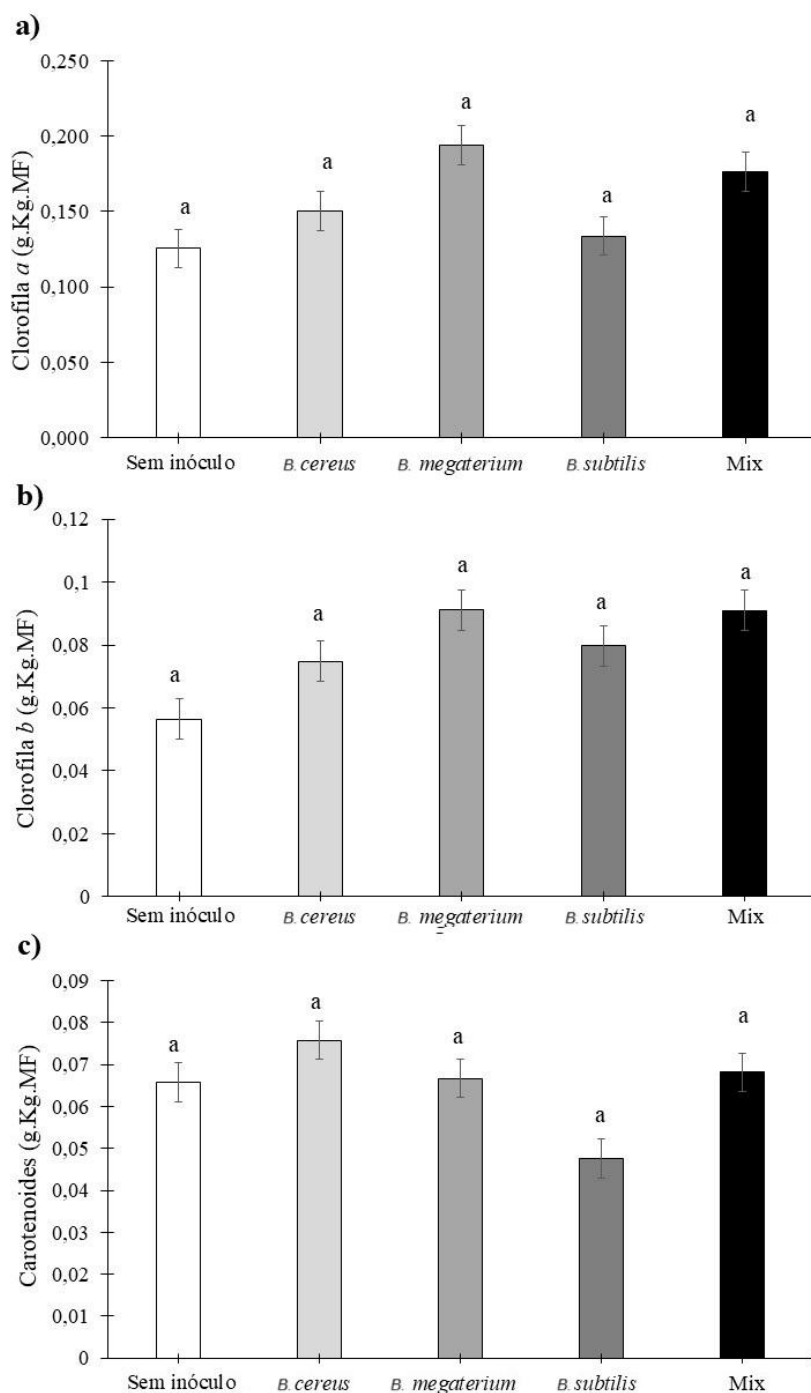 a)
Clorofila a (g.Kg.MF)
0,250
0,200
0,150
0,100
0,050
0,000
a
a
a
a
a
Sem inóculo
B. cereus
B. megaterium
B. subtilis
Mix
b)
Clorofila b (g.Kg.MF)
0,12
0,1
0,08
0,06
0,04
0,02
0
a
a
a
a
a
Sem inóculo
B. cereus
B. megaterium
B. subtilis
Mix
c)
Carotenoides (g.Kg.MF)
0,09
0,08
0,07
0,06
0,05
0,04
0,03
0,02
0,01
0
a
a
a
a
a
Sem inóculo
B. cereus
B. megaterium
B. subtilis
Mix